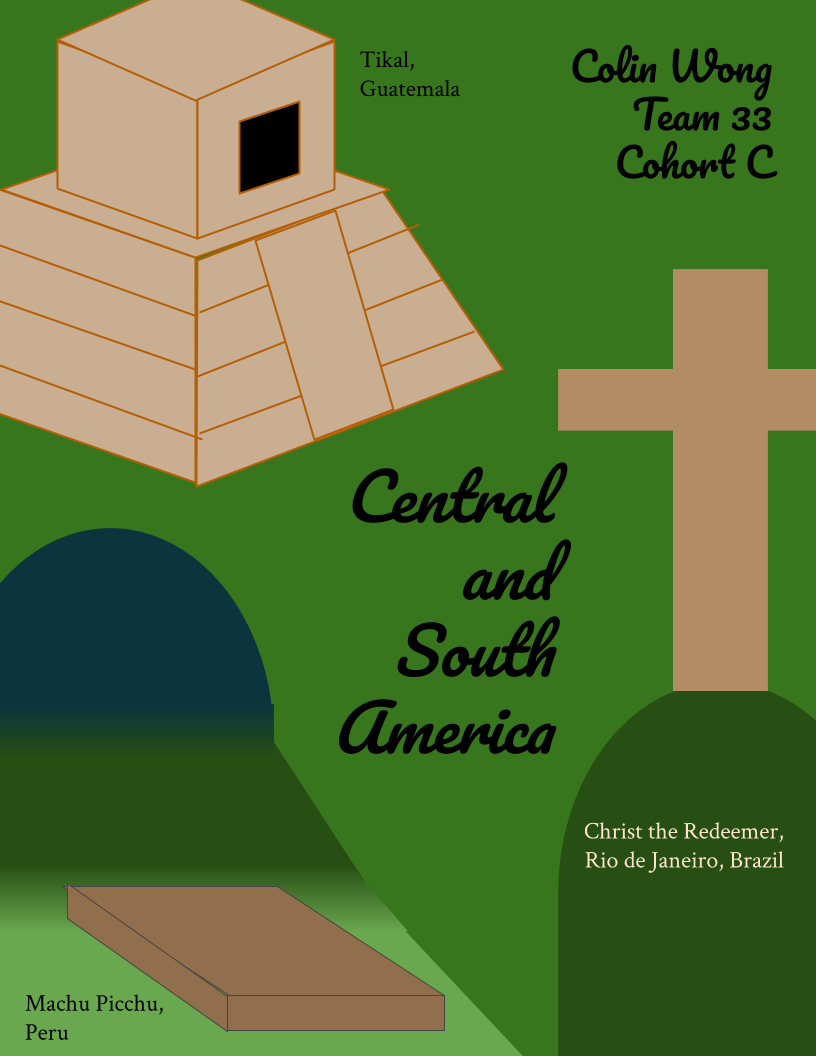 Tikal,
Guatemala
Colin Wong
Team 33
Cohort C
Central
and
South
America
Christ the Redeemer,
Rio de Janeiro, Brazil
Machu Picchu,
Peru